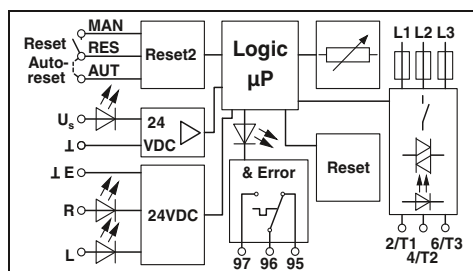 MAN
Reset
RES
Auto-
reset
AUT
Reset2
Logic
µP
L1 L2 L3
Us
24
VDC
⊥
⊥ E
R
L
24VDC
& Error
97 96 95
Reset
2/T1 6/T3
4/T2